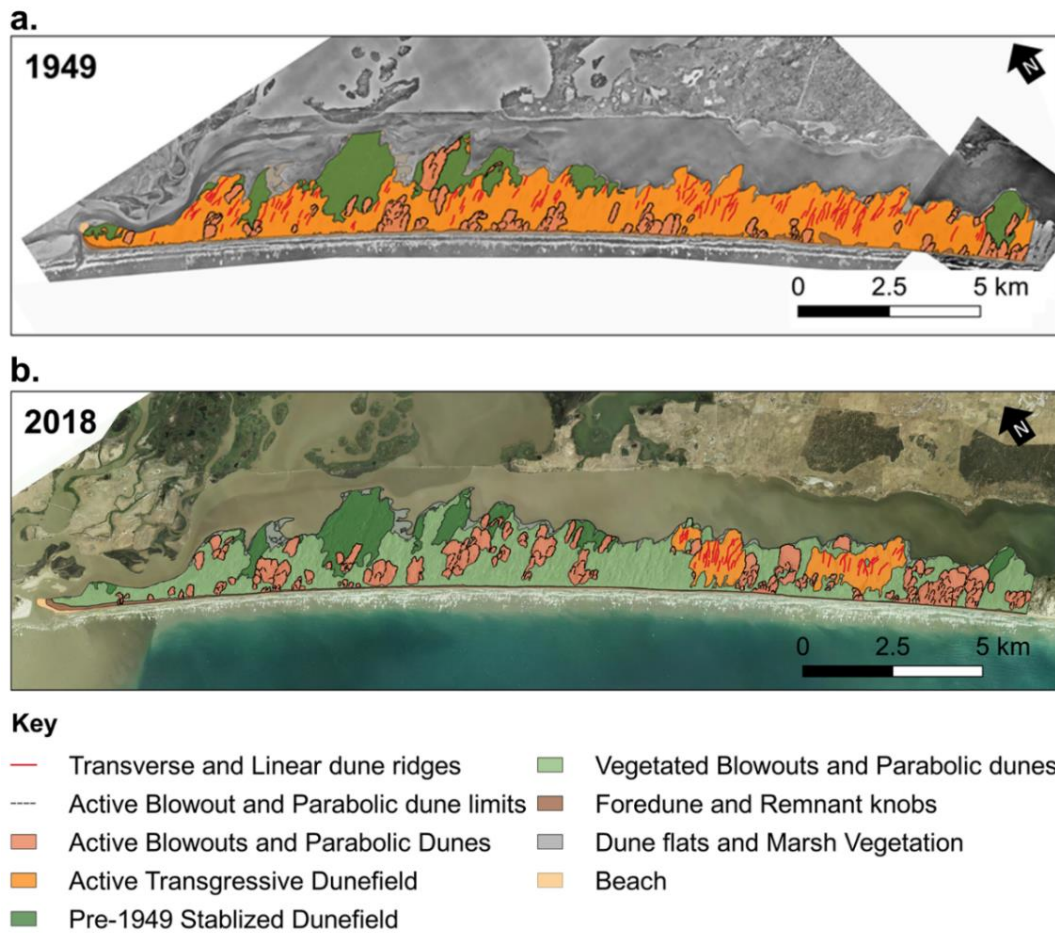 a.
1949
N
0 2.5 5 km
b.
2018
N
0 2.5 5 km
Key
Transverse and Linear dune ridges
Active Blowout and Parabolic dune limits
Active Blowouts and Parabolic Dunes
Active Transgressive Dunefield
Pre-1949 Stablized Dunefield
Vegetated Blowouts and Parabolic dunes
Foredune and Remnant knobs
Dune flats and Marsh Vegetation
Beach